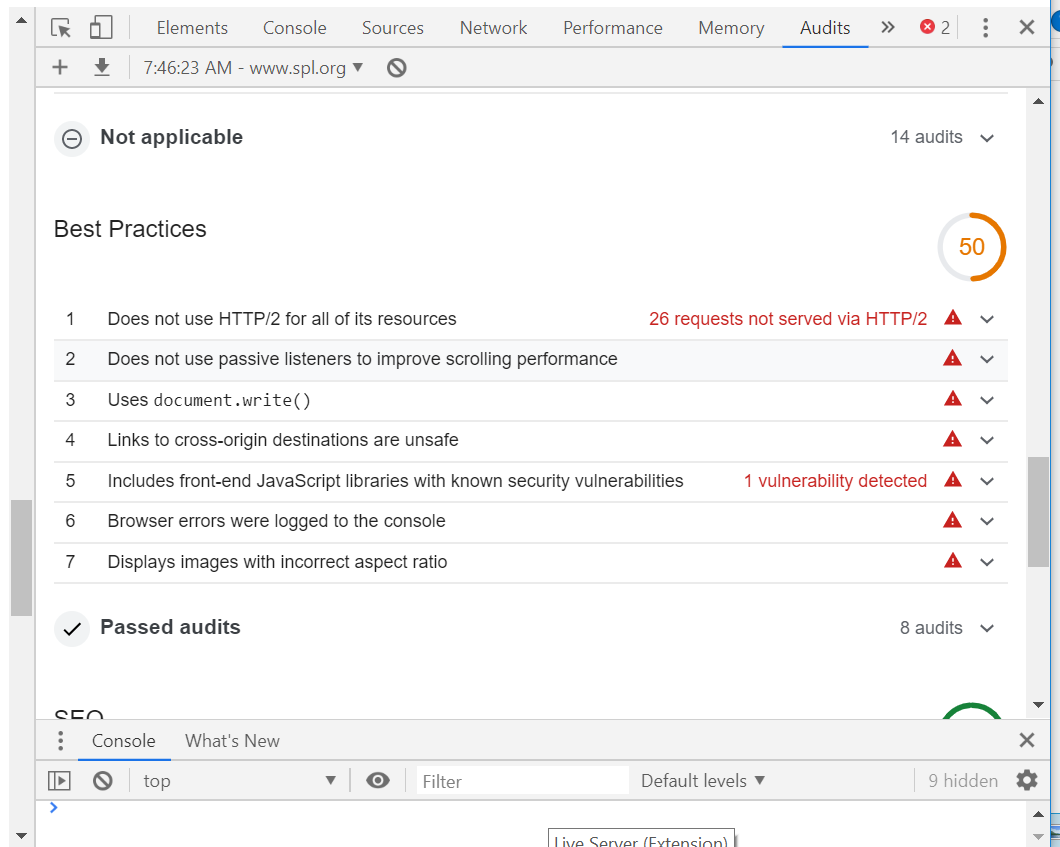 Elements Console Sources Network Performance Memory Audits » 2
7:46:23 AM - www.spl.org
Not applicable 14 audits
Best Practices 50
1 Does not use HTTP/2 for all of its resources 26 requests not served via HTTP/2
2 Does not use passive listeners to improve scrolling performance
3 Uses document.write()
4 Links to cross-origin destinations are unsafe
5 Includes front-end JavaScript libraries with known security vulnerabilities 1 vulnerability detected
6 Browser errors were logged to the console
7 Displays images with incorrect aspect ratio
Passed audits 8 audits
SEO
Console What's New
top Filter Default levels 9 hidden
Live Server (Extension)